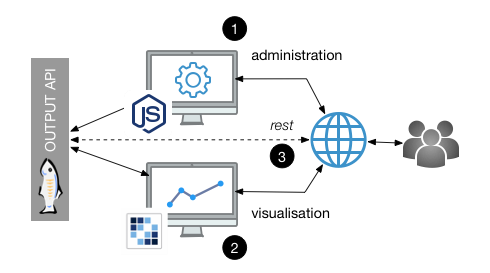 1
administration
OUTPUT API
JS
rest
3
visualisation
2